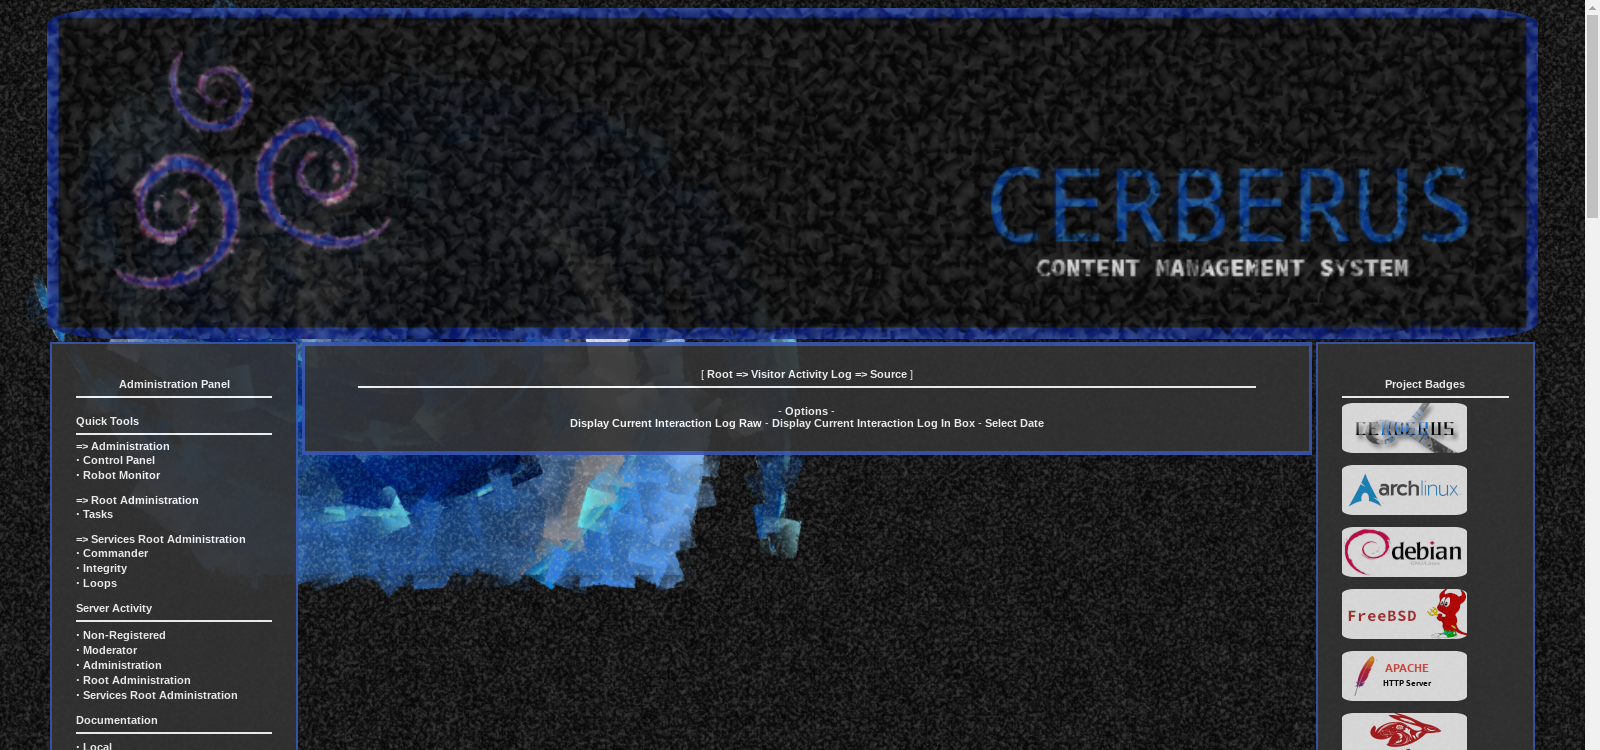 CERBERUS
CONTENT MANAGEMENT SYSTEM
Administration Panel
Quick Tools
=> Administration
· Control Panel
· Robot Monitor
=> Root Administration
· Tasks
=> Services Root Administration
· Commander
· Integrity
· Loops
Server Activity
· Non-Registered
· Moderator
· Administration
· Root Administration
· Services Root Administration
Documentation
· Local
[ Root => Visitor Activity Log => Source ]
- Options -
Display Current Interaction Log Raw - Display Current Interaction Log In Box - Select Date
Project Badges
CERBERUS
archlinux
debian
FreeBSD
APACHE
HTTP Server